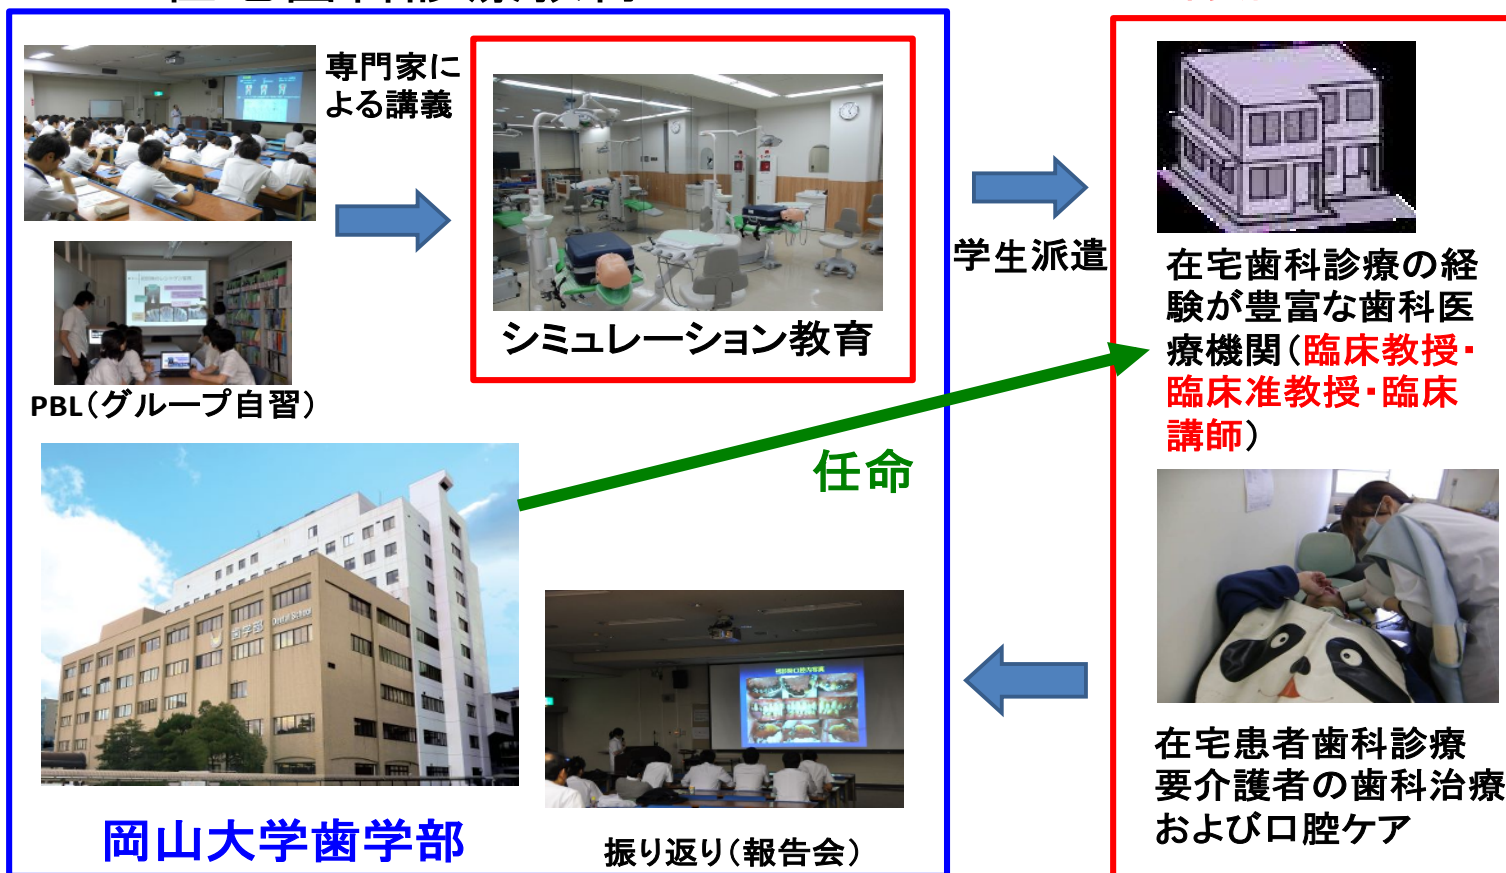 専門家に
よる講義
シミュレーション教育
PBL(グループ自習)
学生派遣
在宅歯科診療の経
験が豊富な歯科医
療機関(臨床教授・
臨床准教授・臨床
講師)
任命
歯学部 Dental School
岡山大学歯学部
振り返り(報告会)
在宅患者歯科診療
要介護者の歯科治療
および口腔ケア